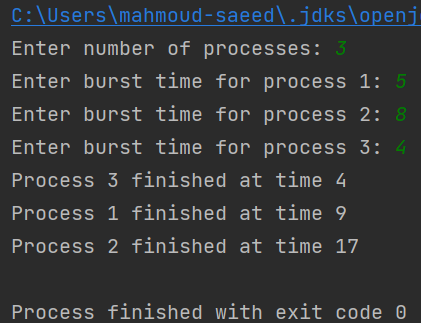 C:\Users\mahmoud-saeed\.jdks\openj
Enter number of processes: 3
Enter burst time for process 1: 5
Enter burst time for process 2: 8
Enter burst time for process 3: 4
Process 3 finished at time 4
Process 1 finished at time 9
Process 2 finished at time 17
Process finished with exit code 0